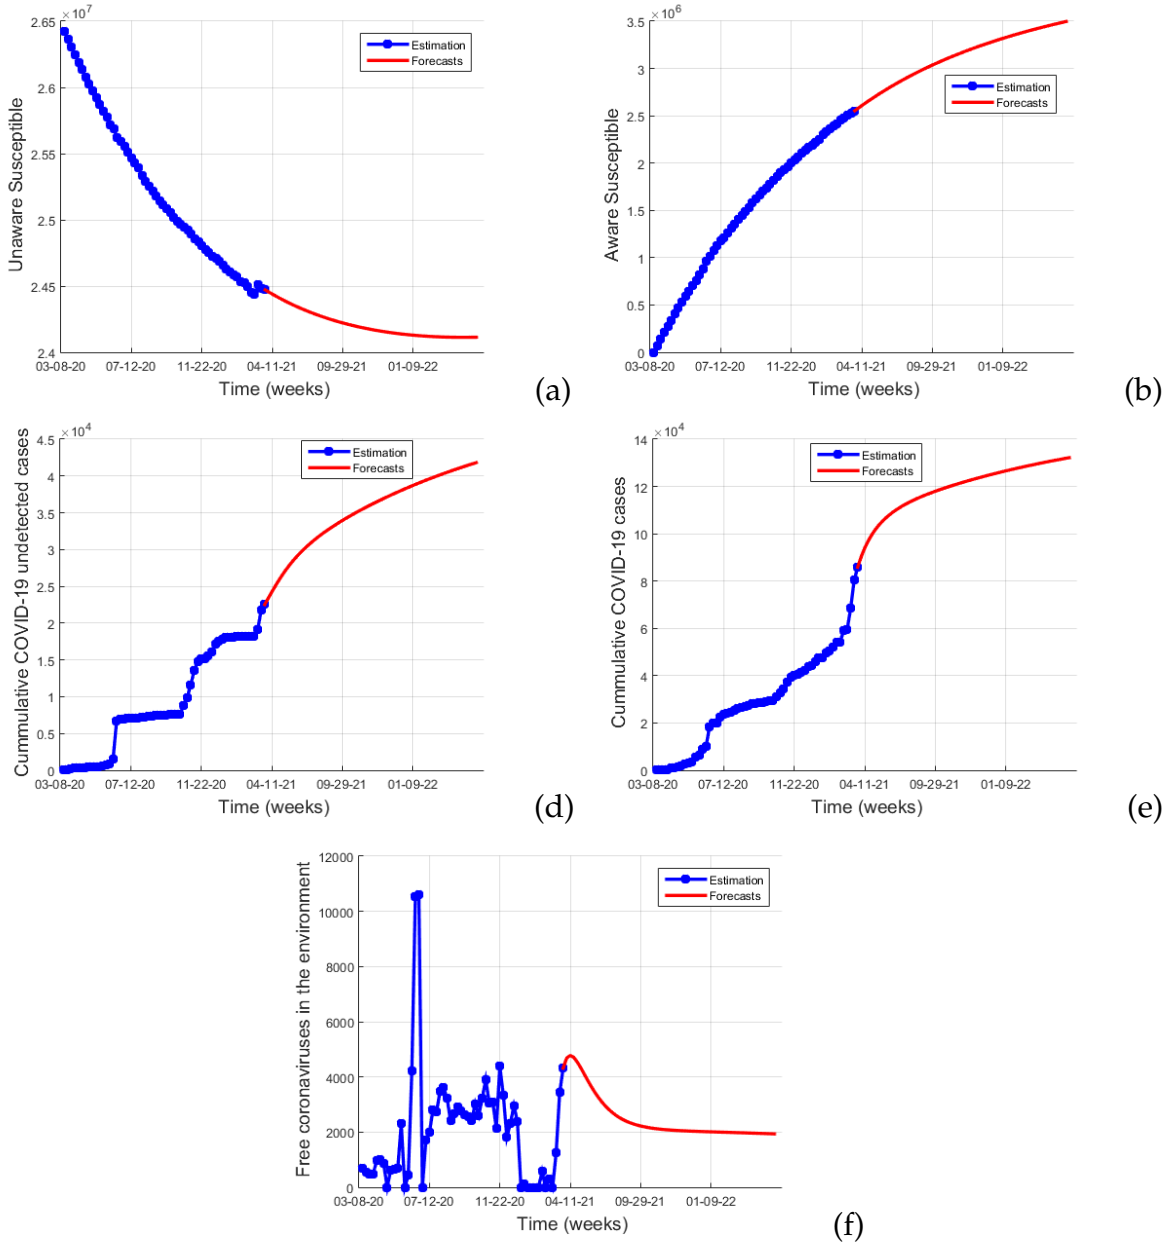 ×10^7
2.65
2.6
2.55
2.5
2.45
2.4
Unaware Susceptible
Estimation
Forecasts
03-08-20 07-12-20 11-22-20 04-11-21 09-29-21 01-09-22
Time (weeks)
(a)
×10^6
3.5
3
2.5
2
1.5
1
0.5
0
Aware Susceptible
Estimation
Forecasts
03-08-20 07-12-20 11-22-20 04-11-21 09-29-21 01-09-22
Time (weeks)
(b)
×10^4
4.5
4
3.5
3
2.5
2
1.5
1
0.5
0
Cummulative COVID-19 undetected cases
Estimation
Forecasts
03-08-20 07-12-20 11-22-20 04-11-21 09-29-21 01-09-22
Time (weeks)
(d)
×10^4
14
12
10
8
6
4
2
0
Cummulative COVID-19 cases
Estimation
Forecasts
03-08-20 07-12-20 11-22-20 04-11-21 09-29-21 01-09-22
Time (weeks)
(e)
12000
10000
8000
6000
4000
2000
0
Free coronaviruses in the environment
Estimation
Forecasts
03-08-20 07-12-20 11-22-20 04-11-21 09-29-21 01-09-22
Time (weeks)
(f)